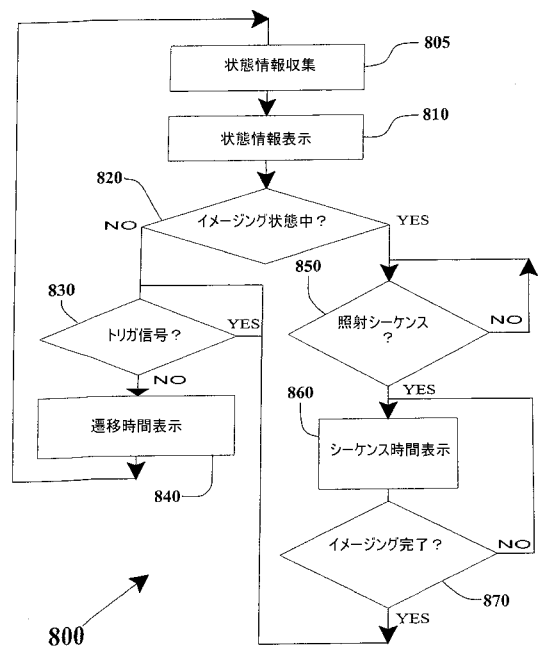 805
状態情報収集
810
状態情報表示
820
イメージング状態中？
NO
YES
830
トリガ信号？
YES
NO
850
照射シーケンス
？
NO
YES
860
遷移時間表示
840
シーケンス時間表示
イメージング完了？
NO
870
YES
800